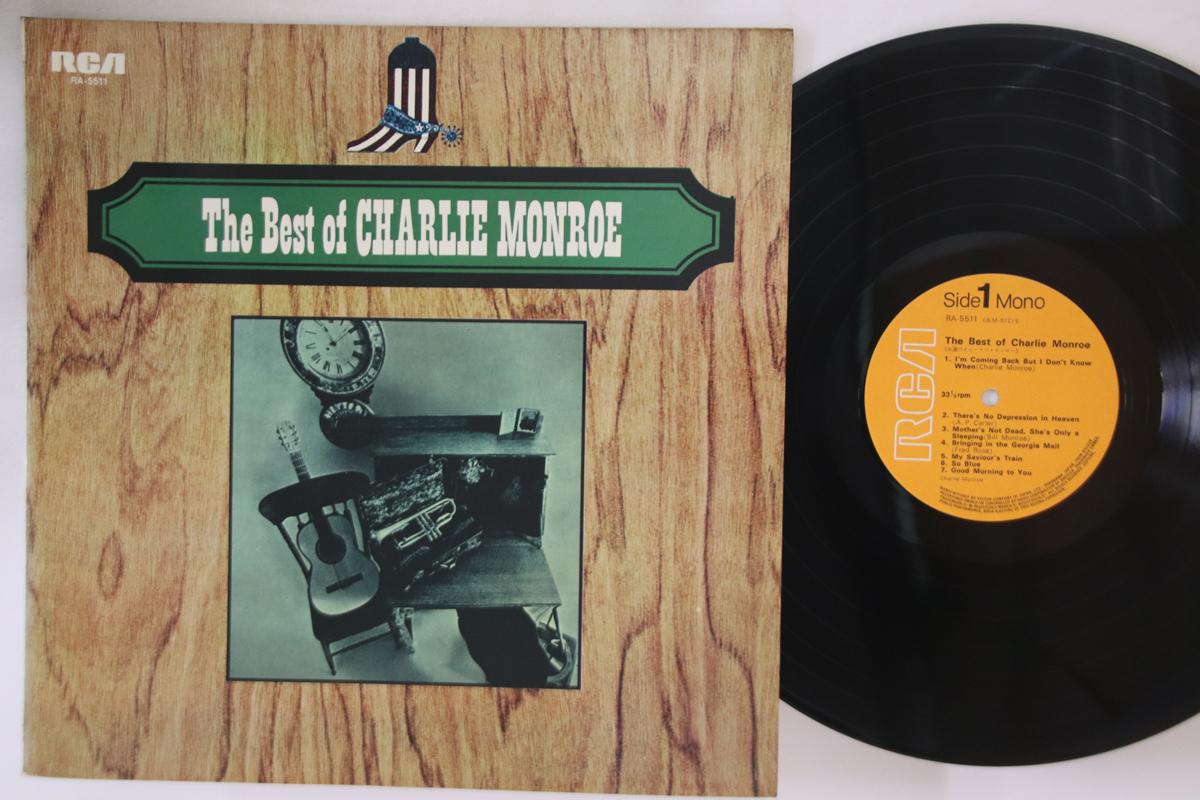 RCA
RA-5511
The Best of CHARLIE MONROE
Side 1 Mono
RA-5511
RCA
The Best of Charlie Monroe
1. I'm Coming Back But I Don't Know
When (Charlie Monroe)
33⅓rpm
2. There's No Depression in Heaven
(A. P. Carter)
3. Mother's Not Dead, She's Only a
Sleeping (Bill Monroe)
4. Bringing in the Georgia Mail
(Fred Rose)
5. My Saviour's Train
6. So Blue
7. Good Morning to You
Charlie Monroe